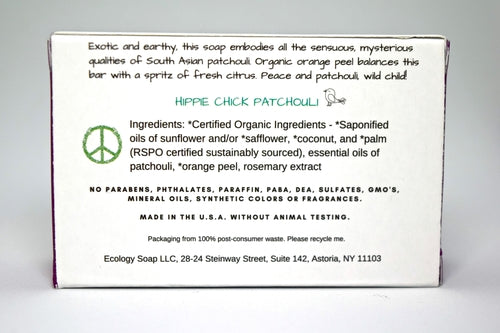 Exotic and earthy, this soap embodies all the sensuous, mysterious
qualities of South Asian patchouli. Organic orange peel balances this
bar with a spritz of fresh citrus. Peace and patchouli, wild child!
HIPPIE CHICK PATCHOULI
Ingredients: *Certified Organic Ingredients - *Saponified
oils of sunflower and/or *safflower, *coconut, and *palm
(RSPO certified sustainably sourced), essential oils of
patchouli, *orange peel, rosemary extract
NO PARABENS, PHTHALATES, PARAFFIN, PABA, DEA, SULFATES, GMO'S,
MINERAL OILS, SYNTHETIC COLORS OR FRAGRANCES.
MADE IN THE U.S.A. WITHOUT ANIMAL TESTING.
Packaging from 100% post-consumer waste. Please recycle me.
Ecology Soap LLC, 28-24 Steinway Street, Suite 142, Astoria, NY 11103